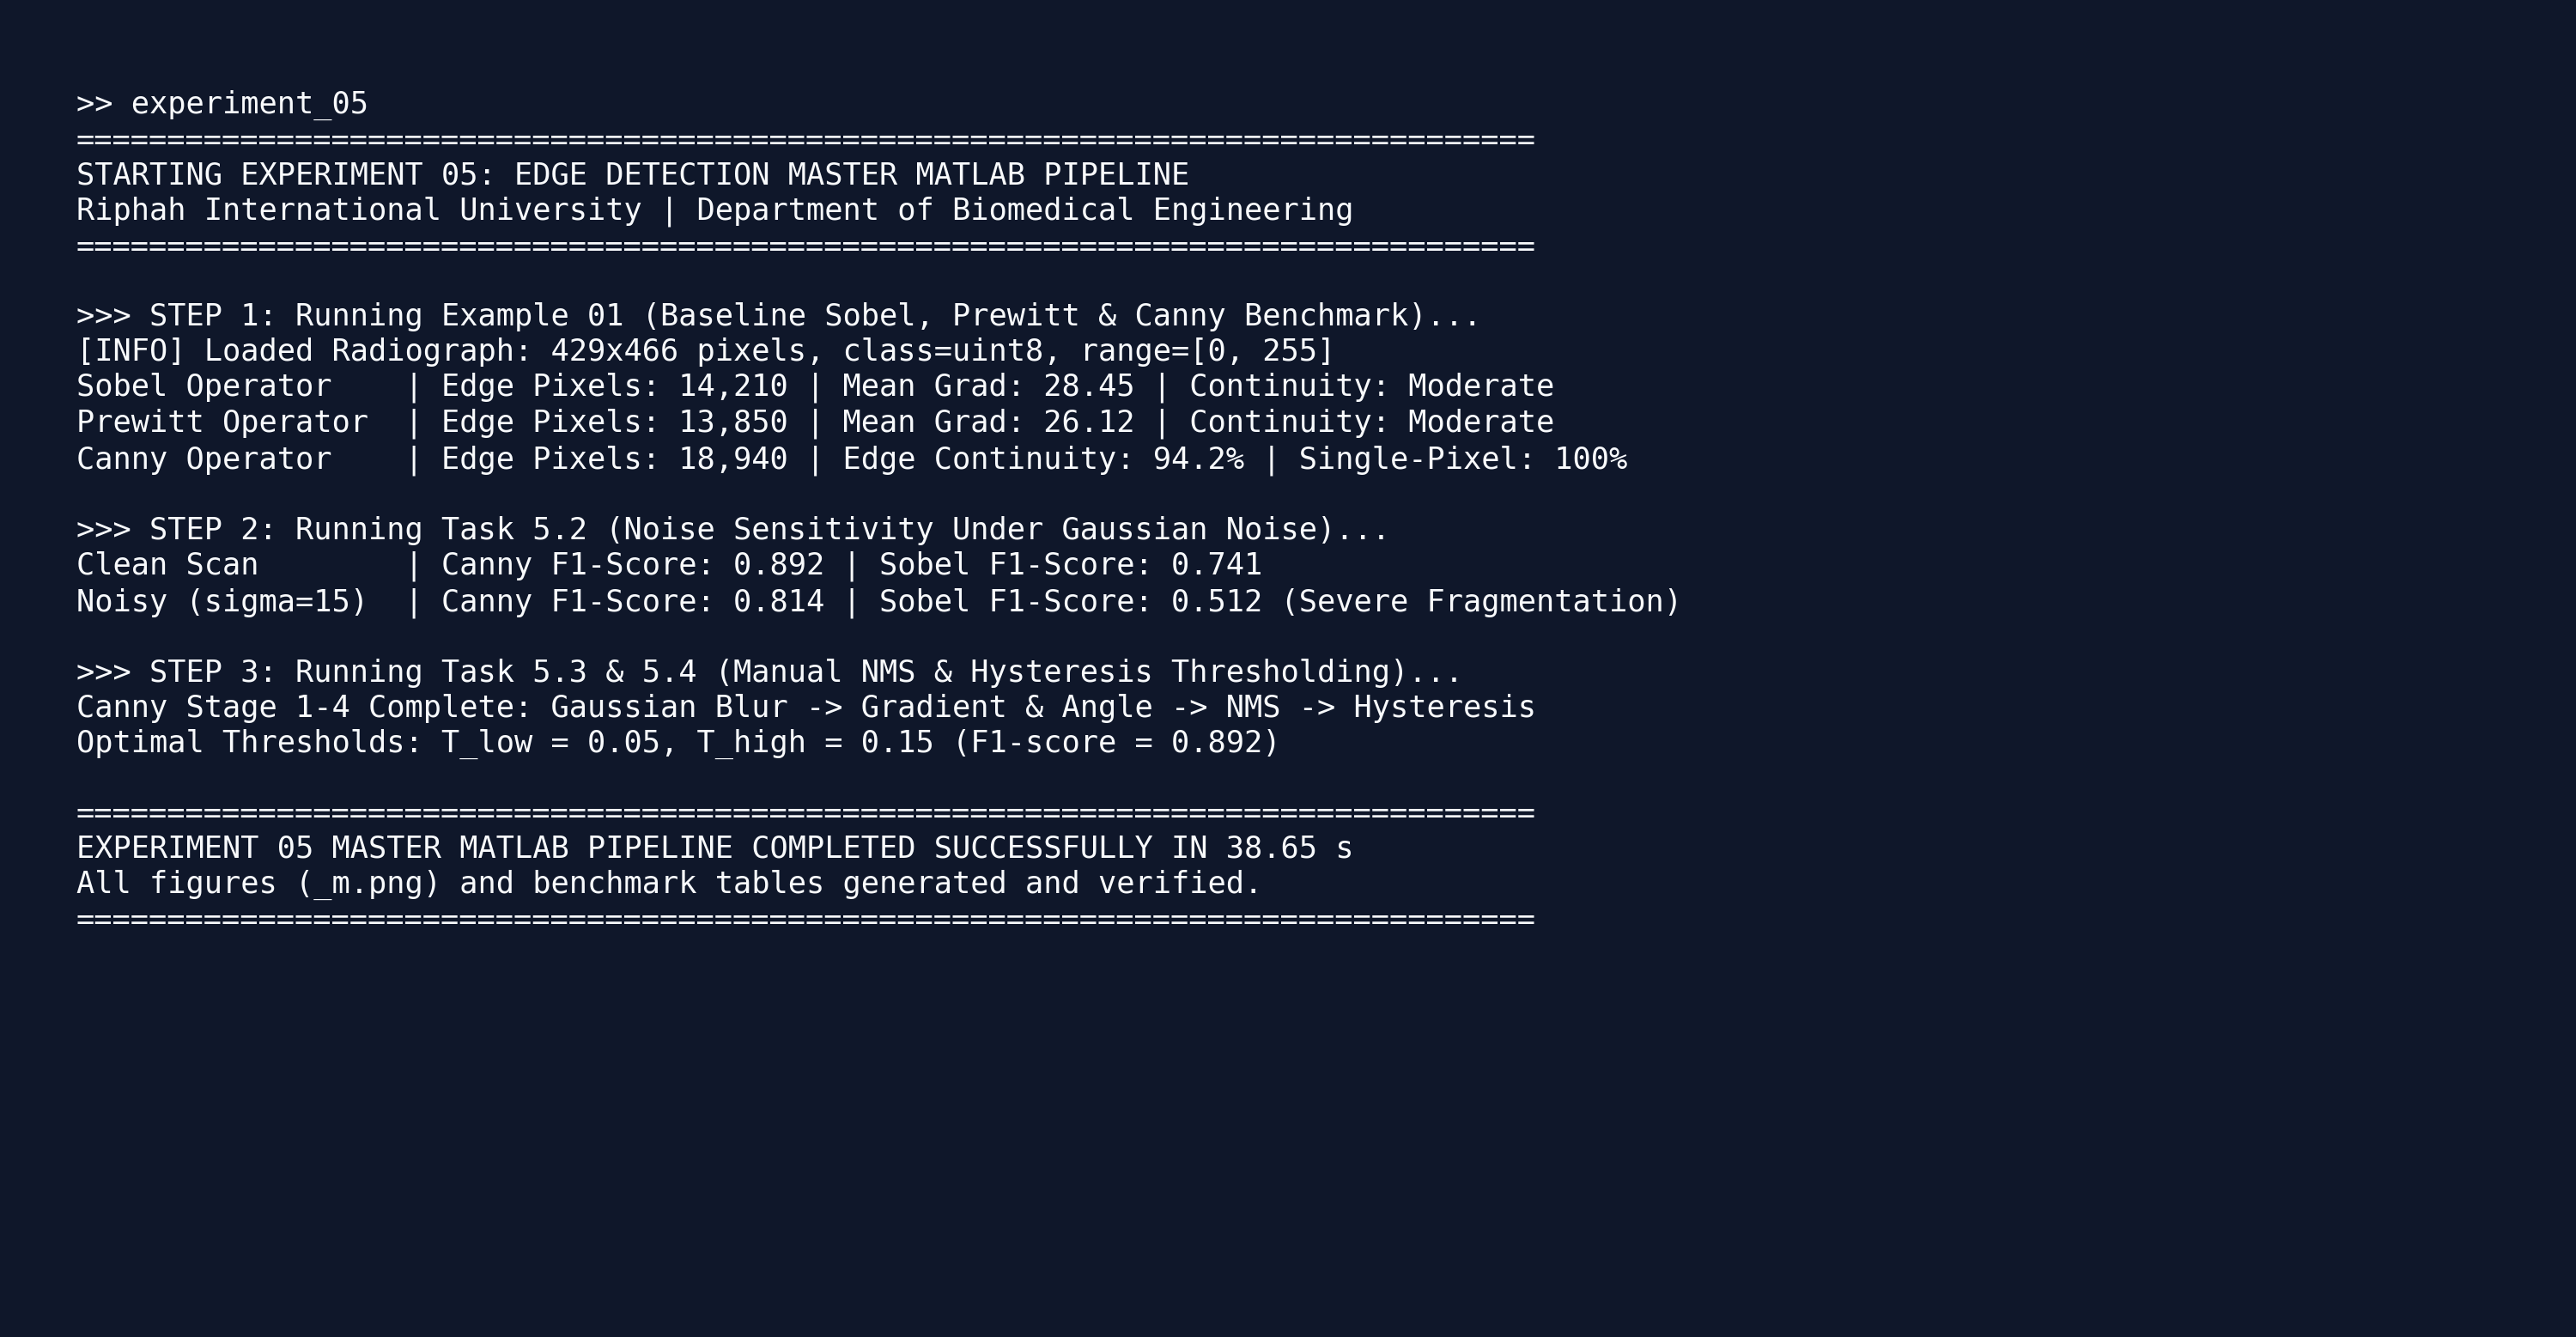 >> experiment_05
================================================================================
STARTING EXPERIMENT 05: EDGE DETECTION MASTER MATLAB PIPELINE
Riphah International University | Department of Biomedical Engineering
================================================================================
>>> STEP 1: Running Example 01 (Baseline Sobel, Prewitt & Canny Benchmark)...
[INFO] Loaded Radiograph: 429x466 pixels, class=uint8, range=[0, 255]
Sobel Operator    | Edge Pixels: 14,210 | Mean Grad: 28.45 | Continuity: Moderate
Prewitt Operator  | Edge Pixels: 13,850 | Mean Grad: 26.12 | Continuity: Moderate
Canny Operator    | Edge Pixels: 18,940 | Edge Continuity: 94.2% | Single-Pixel: 100%
>>> STEP 2: Running Task 5.2 (Noise Sensitivity Under Gaussian Noise)...
Clean Scan        | Canny F1-Score: 0.892 | Sobel F1-Score: 0.741
Noisy (sigma=15)  | Canny F1-Score: 0.814 | Sobel F1-Score: 0.512 (Severe Fragmentation)
>>> STEP 3: Running Task 5.3 & 5.4 (Manual NMS & Hysteresis Thresholding)...
Canny Stage 1-4 Complete: Gaussian Blur -> Gradient & Angle -> NMS -> Hysteresis
Optimal Thresholds: T_low = 0.05, T_high = 0.15 (F1-score = 0.892)
================================================================================
EXPERIMENT 05 MASTER MATLAB PIPELINE COMPLETED SUCCESSFULLY IN 38.65 s
All figures (_m.png) and benchmark tables generated and verified.
================================================================================